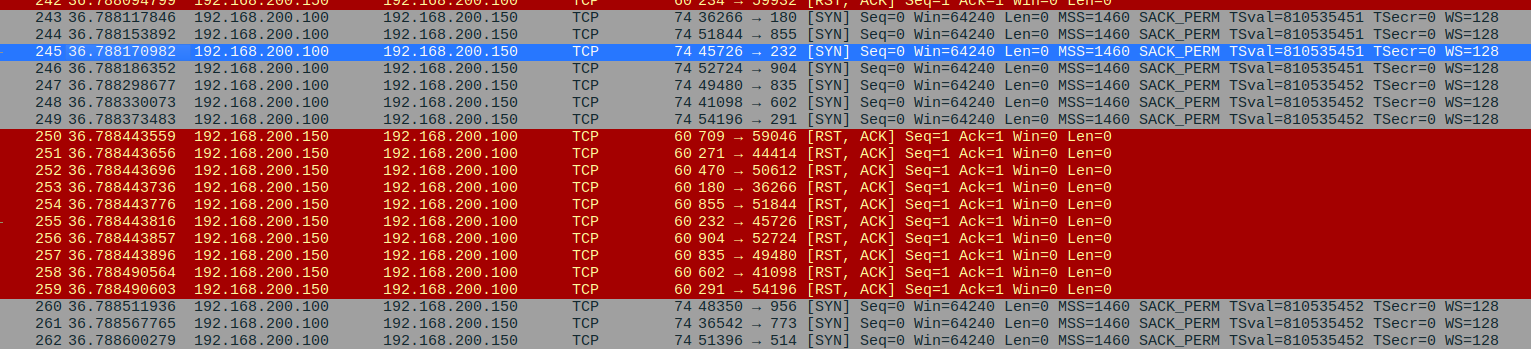 242 36.788094799 192.168.200.150 192.168.200.100 TCP 60 234 → 59932 [RST, ACK] Seq=1 Ack=1 Win=0 Len=0
243 36.788117846 192.168.200.100 192.168.200.150 TCP 74 36266 → 180 [SYN] Seq=0 Win=64240 Len=0 MSS=1460 SACK_PERM TSval=810535451 TSecr=0 WS=128
244 36.788153892 192.168.200.100 192.168.200.150 TCP 74 51844 → 855 [SYN] Seq=0 Win=64240 Len=0 MSS=1460 SACK_PERM TSval=810535451 TSecr=0 WS=128
245 36.788170982 192.168.200.100 192.168.200.150 TCP 74 45726 → 232 [SYN] Seq=0 Win=64240 Len=0 MSS=1460 SACK_PERM TSval=810535451 TSecr=0 WS=128
246 36.788186352 192.168.200.100 192.168.200.150 TCP 74 52724 → 904 [SYN] Seq=0 Win=64240 Len=0 MSS=1460 SACK_PERM TSval=810535451 TSecr=0 WS=128
247 36.788298677 192.168.200.100 192.168.200.150 TCP 74 49480 → 835 [SYN] Seq=0 Win=64240 Len=0 MSS=1460 SACK_PERM TSval=810535452 TSecr=0 WS=128
248 36.788330073 192.168.200.100 192.168.200.150 TCP 74 41098 → 602 [SYN] Seq=0 Win=64240 Len=0 MSS=1460 SACK_PERM TSval=810535452 TSecr=0 WS=128
249 36.788373483 192.168.200.100 192.168.200.150 TCP 74 54196 → 291 [SYN] Seq=0 Win=64240 Len=0 MSS=1460 SACK_PERM TSval=810535452 TSecr=0 WS=128
250 36.788443559 192.168.200.150 192.168.200.100 TCP 60 709 → 59046 [RST, ACK] Seq=1 Ack=1 Win=0 Len=0
251 36.788443656 192.168.200.150 192.168.200.100 TCP 60 271 → 44414 [RST, ACK] Seq=1 Ack=1 Win=0 Len=0
252 36.788443696 192.168.200.150 192.168.200.100 TCP 60 470 → 50612 [RST, ACK] Seq=1 Ack=1 Win=0 Len=0
253 36.788443736 192.168.200.150 192.168.200.100 TCP 60 180 → 36266 [RST, ACK] Seq=1 Ack=1 Win=0 Len=0
254 36.788443776 192.168.200.150 192.168.200.100 TCP 60 855 → 51844 [RST, ACK] Seq=1 Ack=1 Win=0 Len=0
255 36.788443816 192.168.200.150 192.168.200.100 TCP 60 232 → 45726 [RST, ACK] Seq=1 Ack=1 Win=0 Len=0
256 36.788443857 192.168.200.150 192.168.200.100 TCP 60 904 → 52724 [RST, ACK] Seq=1 Ack=1 Win=0 Len=0
257 36.788443896 192.168.200.150 192.168.200.100 TCP 60 835 → 49480 [RST, ACK] Seq=1 Ack=1 Win=0 Len=0
258 36.788490564 192.168.200.150 192.168.200.100 TCP 60 602 → 41098 [RST, ACK] Seq=1 Ack=1 Win=0 Len=0
259 36.788490603 192.168.200.150 192.168.200.100 TCP 60 291 → 54196 [RST, ACK] Seq=1 Ack=1 Win=0 Len=0
260 36.788511936 192.168.200.100 192.168.200.150 TCP 74 48350 → 956 [SYN] Seq=0 Win=64240 Len=0 MSS=1460 SACK_PERM TSval=810535452 TSecr=0 WS=128
261 36.788567765 192.168.200.100 192.168.200.150 TCP 74 36542 → 773 [SYN] Seq=0 Win=64240 Len=0 MSS=1460 SACK_PERM TSval=810535452 TSecr=0 WS=128
262 36.788600279 192.168.200.100 192.168.200.150 TCP 74 51396 → 514 [SYN] Seq=0 Win=64240 Len=0 MSS=1460 SACK_PERM TSval=810535452 TSecr=0 WS=128